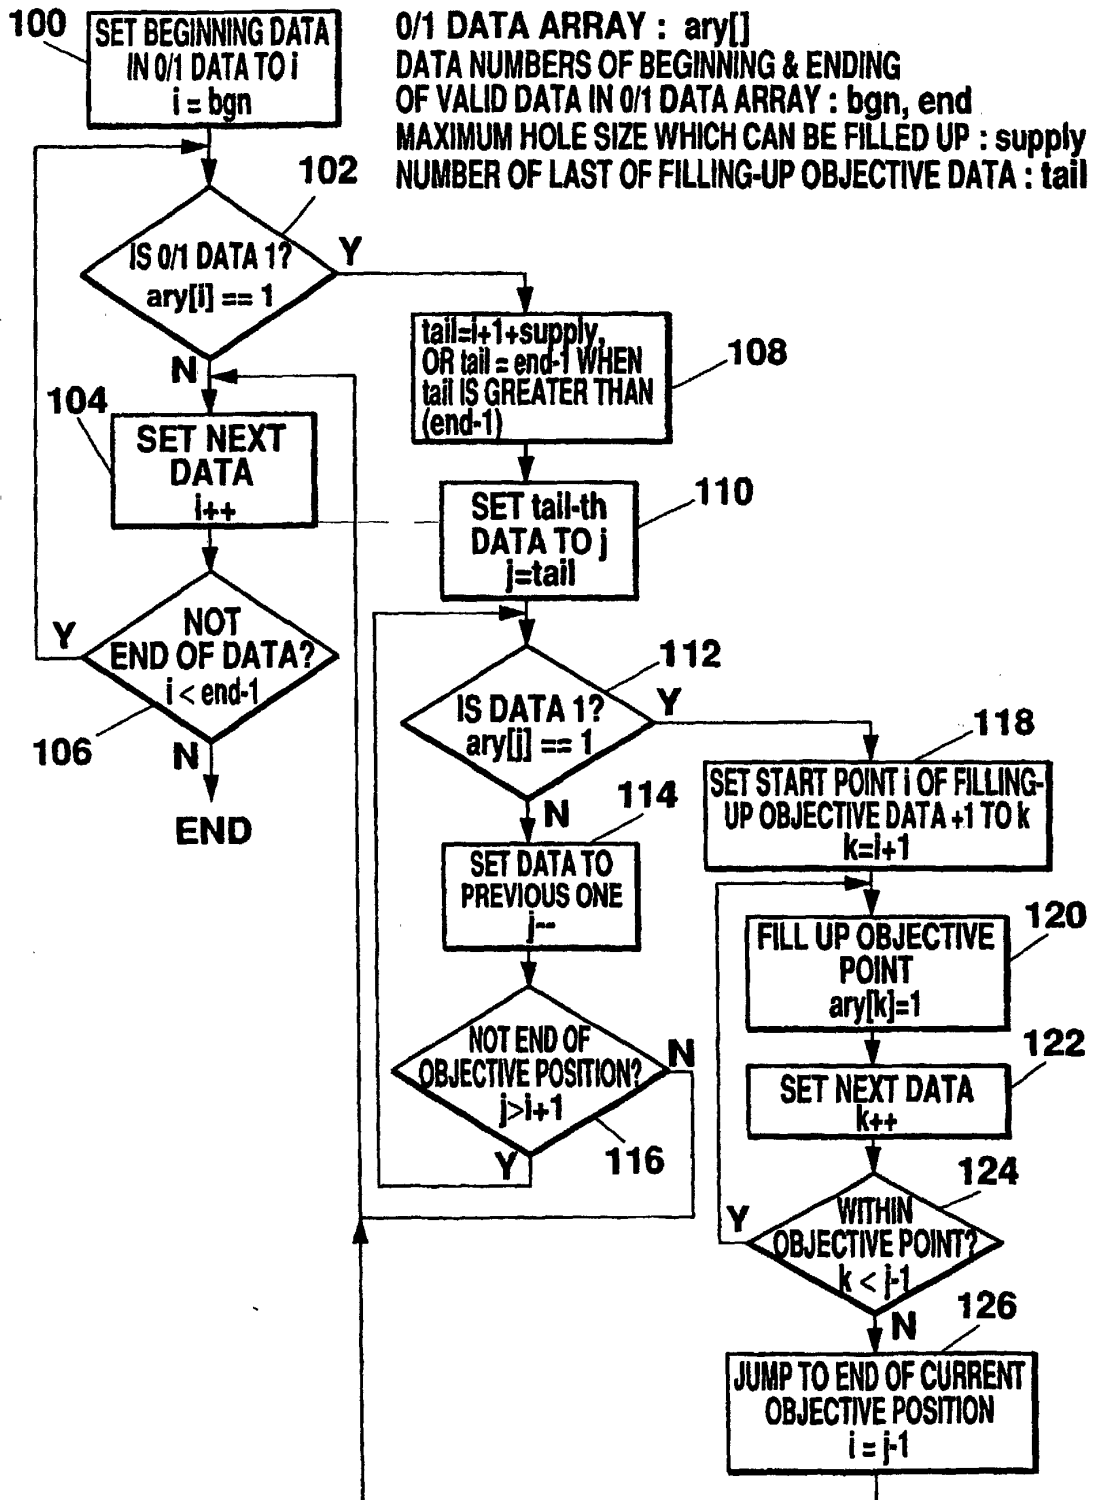 100
SET BEGINNING DATA
IN 0/1 DATA TO i
i = bgn
0/1 DATA ARRAY : ary[]
DATA NUMBERS OF BEGINNING & ENDING
OF VALID DATA IN 0/1 DATA ARRAY : bgn, end
MAXIMUM HOLE SIZE WHICH CAN BE FILLED UP : supply
NUMBER OF LAST OF FILLING-UP OBJECTIVE DATA : tail
102
IS 0/1 DATA 1?
ary[i] == 1
Y
N
104
SET NEXT
DATA
i++
NOT
END OF DATA?
i < end-1
Y
106
N
END
108
tail=i+1+supply,
OR tail = end-1 WHEN
tail IS GREATER THAN
(end-1)
110
SET tail-th
DATA TO j
j=tail
112
IS DATA 1?
ary[j] == 1
Y
N
114
SET DATA TO
PREVIOUS ONE
j--
NOT END OF
OBJECTIVE POSITION?
j>i+1
N
Y
116
118
SET START POINT i OF FILLING-
UP OBJECTIVE DATA +1 TO k
k=i+1
120
FILL UP OBJECTIVE
POINT
ary[k]=1
122
SET NEXT DATA
k++
124
WITHIN
OBJECTIVE POINT?
k < j-1
Y
N
126
JUMP TO END OF CURRENT
OBJECTIVE POSITION
i = j-1